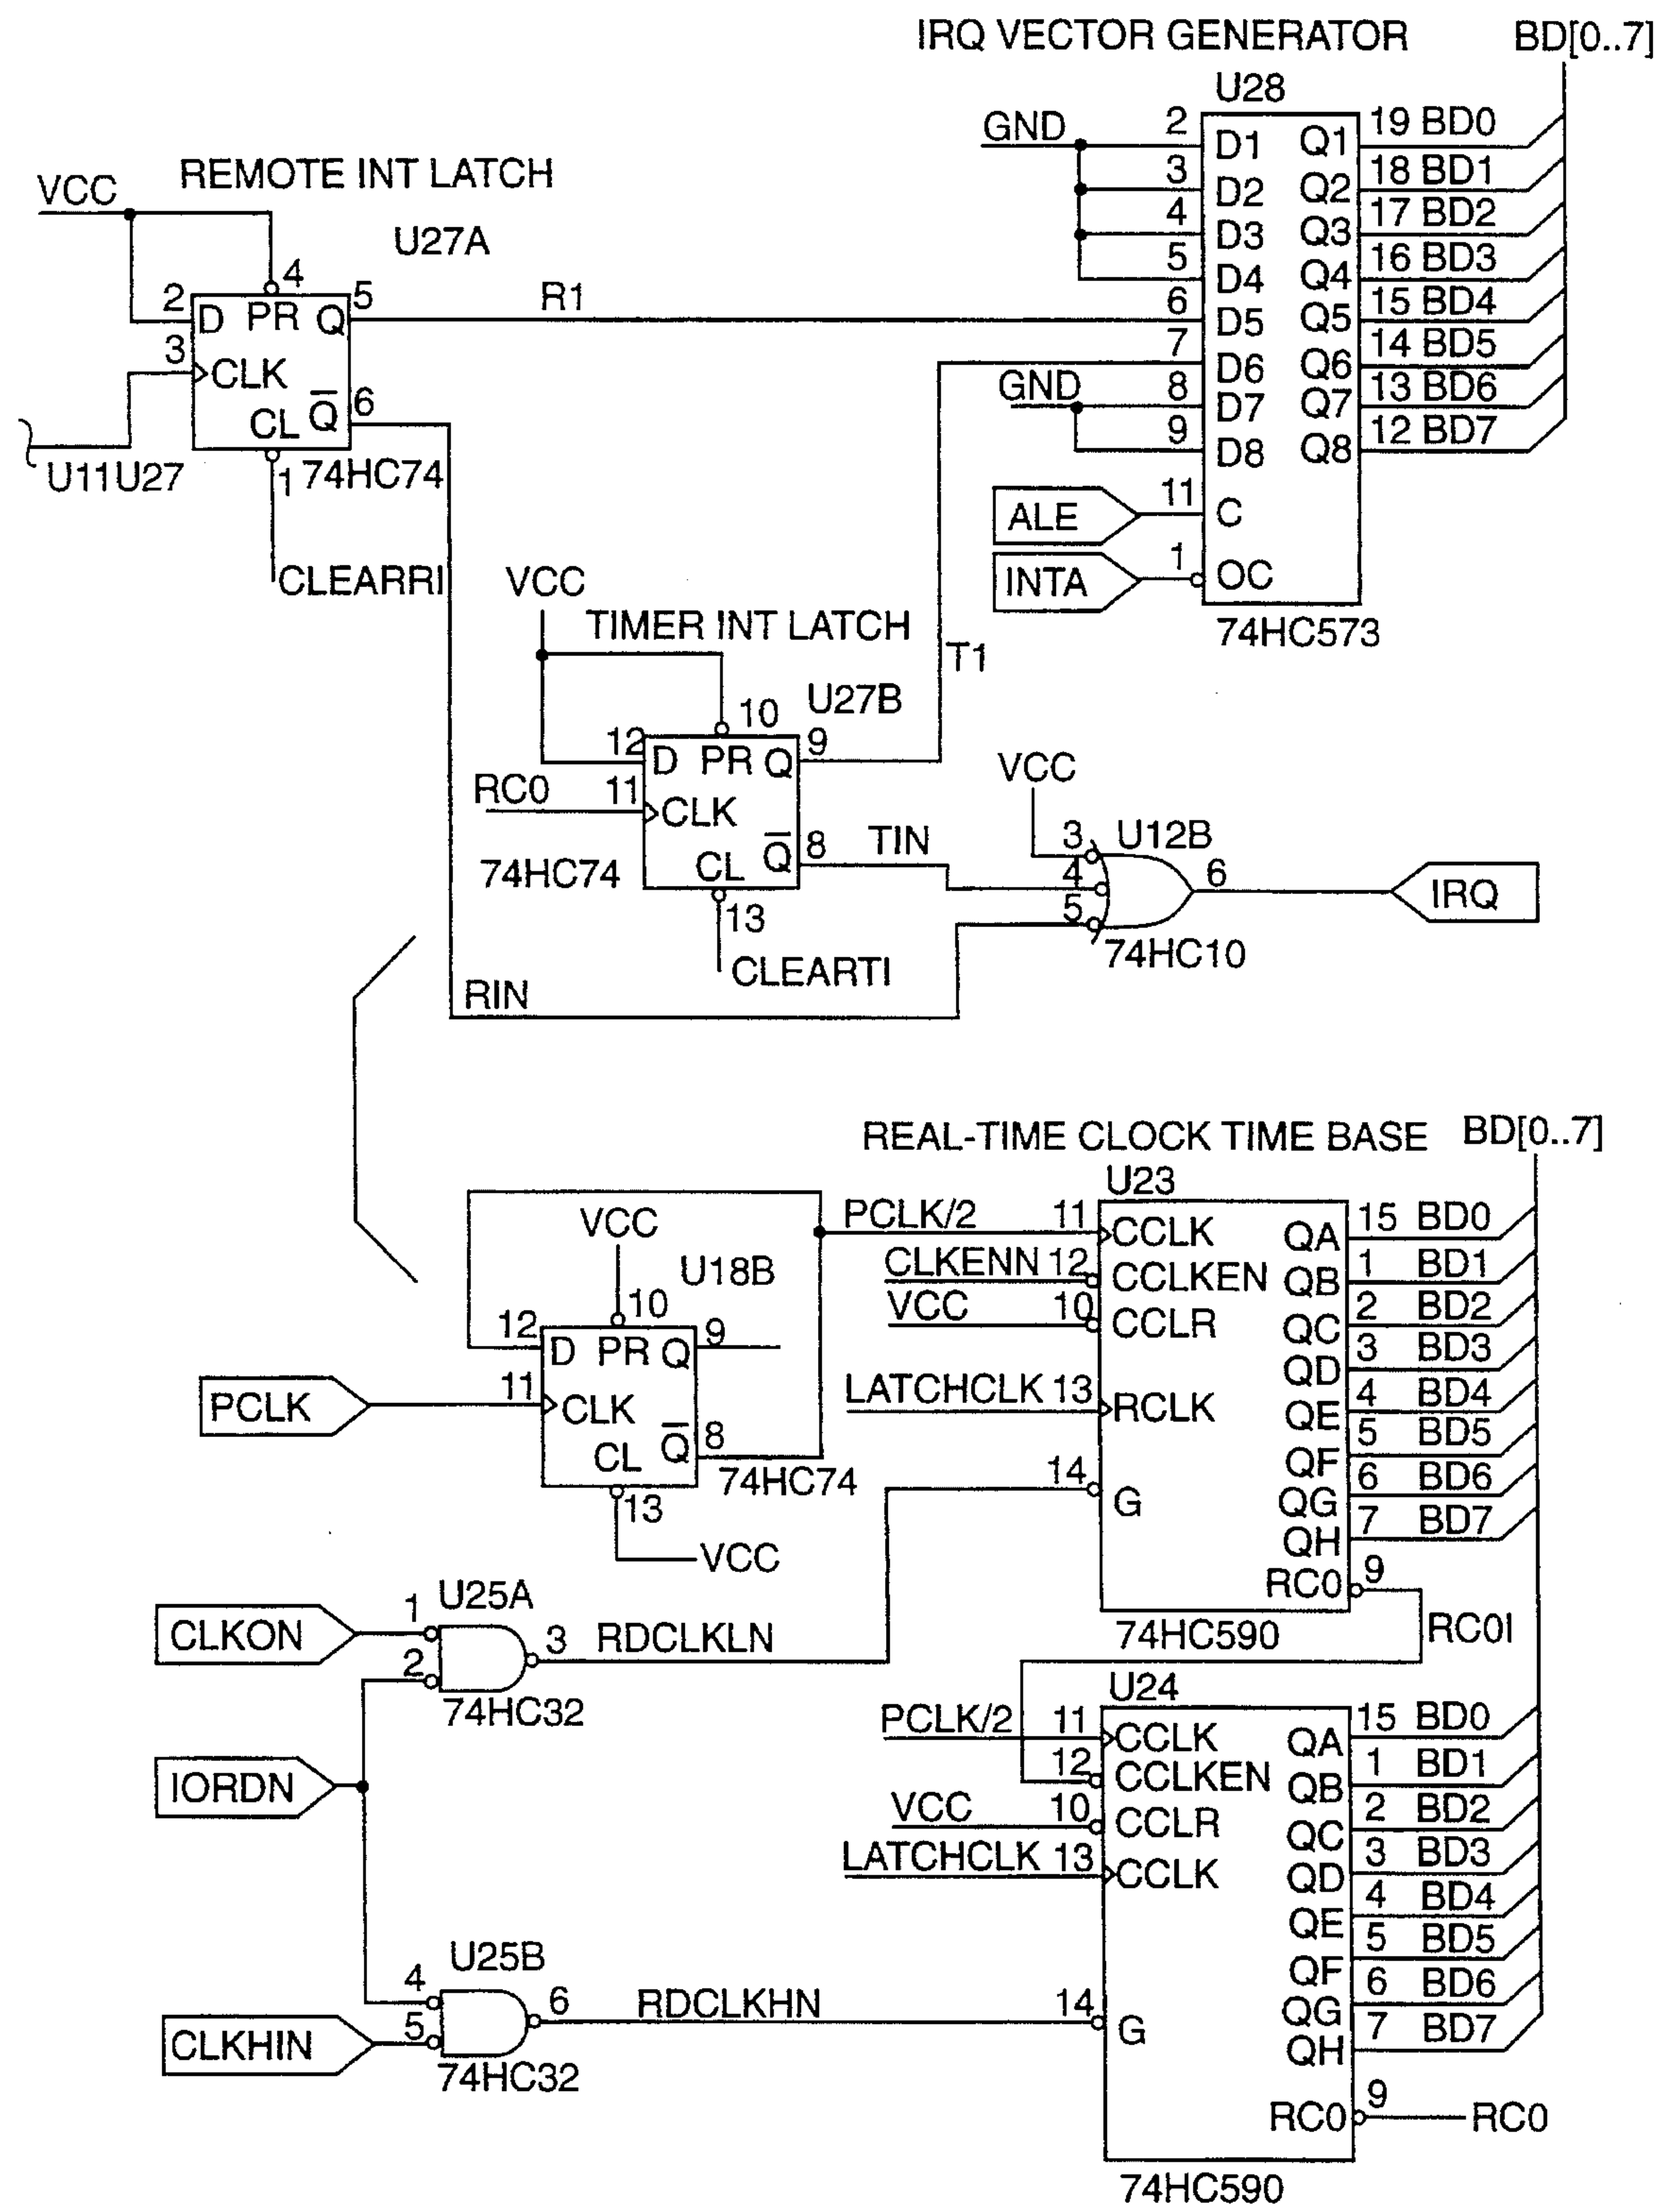 IRQ VECTOR GENERATOR BD[0..7]
U28
GND 2 D1 Q1 19 BD0
3 D2 Q2 18 BD1
4 D3 Q3 17 BD2
5 D4 Q4 16 BD3
6 D5 Q5 15 BD4
7 D6 Q6 14 BD5
GND 8 D7 Q7 13 BD6
9 D8 Q8 12 BD7
ALE 11 C
INTA 1 OC
74HC573
REMOTE INT LATCH
VCC
U27A
4
2 D PR Q 5 R1
3 CLK
CL Q 6
U11U27
1 74HC74
CLEARRI
VCC
TIMER INT LATCH
T1
U27B
10
12 D PR Q 9
RC0 11 CLK
CL Q 8 TIN
74HC74
13
CLEARTI
VCC
3 U12B
4 6 IRQ
5
74HC10
RIN
REAL-TIME CLOCK TIME BASE BD[0..7]
U23
PCLK/2 11 CCLK QA 15 BD0
CLKENN 12 CCLKEN QB 1 BD1
VCC 10 CCLR QC 2 BD2
QD 3 BD3
LATCHCLK 13 RCLK QE 4 BD4
QF 5 BD5
14 G QG 6 BD6
QH 7 BD7
RC0 9
74HC590 RC0I
VCC
U18B
10
12 D PR Q 9
PCLK 11 CLK
CL Q 8
74HC74
13
VCC
U25A
CLKON 1
2 3 RDCLKLN
74HC32
IORDN
U24
PCLK/2 11 CCLK QA 15 BD0
12 CCLKEN QB 1 BD1
VCC 10 CCLR QC 2 BD2
LATCHCLK 13 CCLK QD 3 BD3
QE 4 BD4
QF 5 BD5
QG 6 BD6
14 G QH 7 BD7
RC0 9 RC0
74HC590
U25B
4
CLKHIN 5 6 RDCLKHN
74HC32